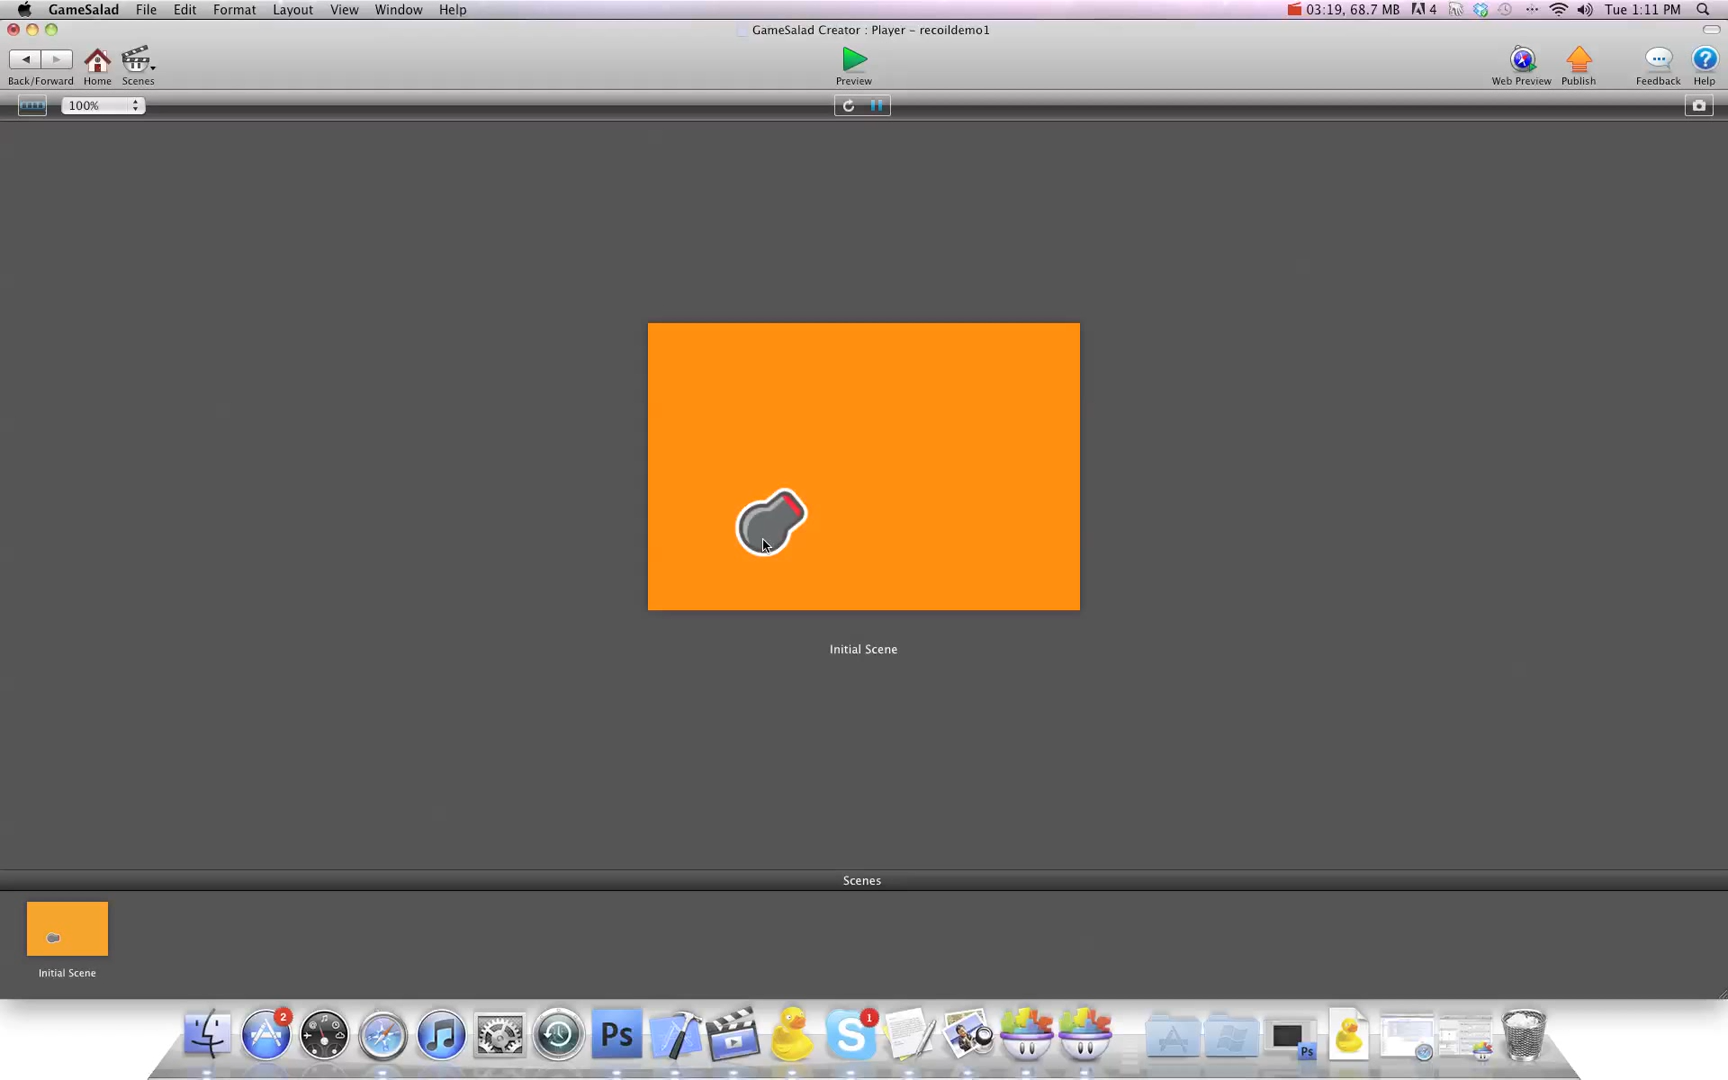 GameSalad File Edit Format Layout View Window Help 03:19, 68.7 MB 4 Tue 1:11 PM
GameSalad Creator : Player – recoildemo1
Back/Forward Home Scenes Preview Web Preview Publish Feedback Help
100%
Initial Scene
Scenes
Initial Scene
2
Ps
S
1
Ps